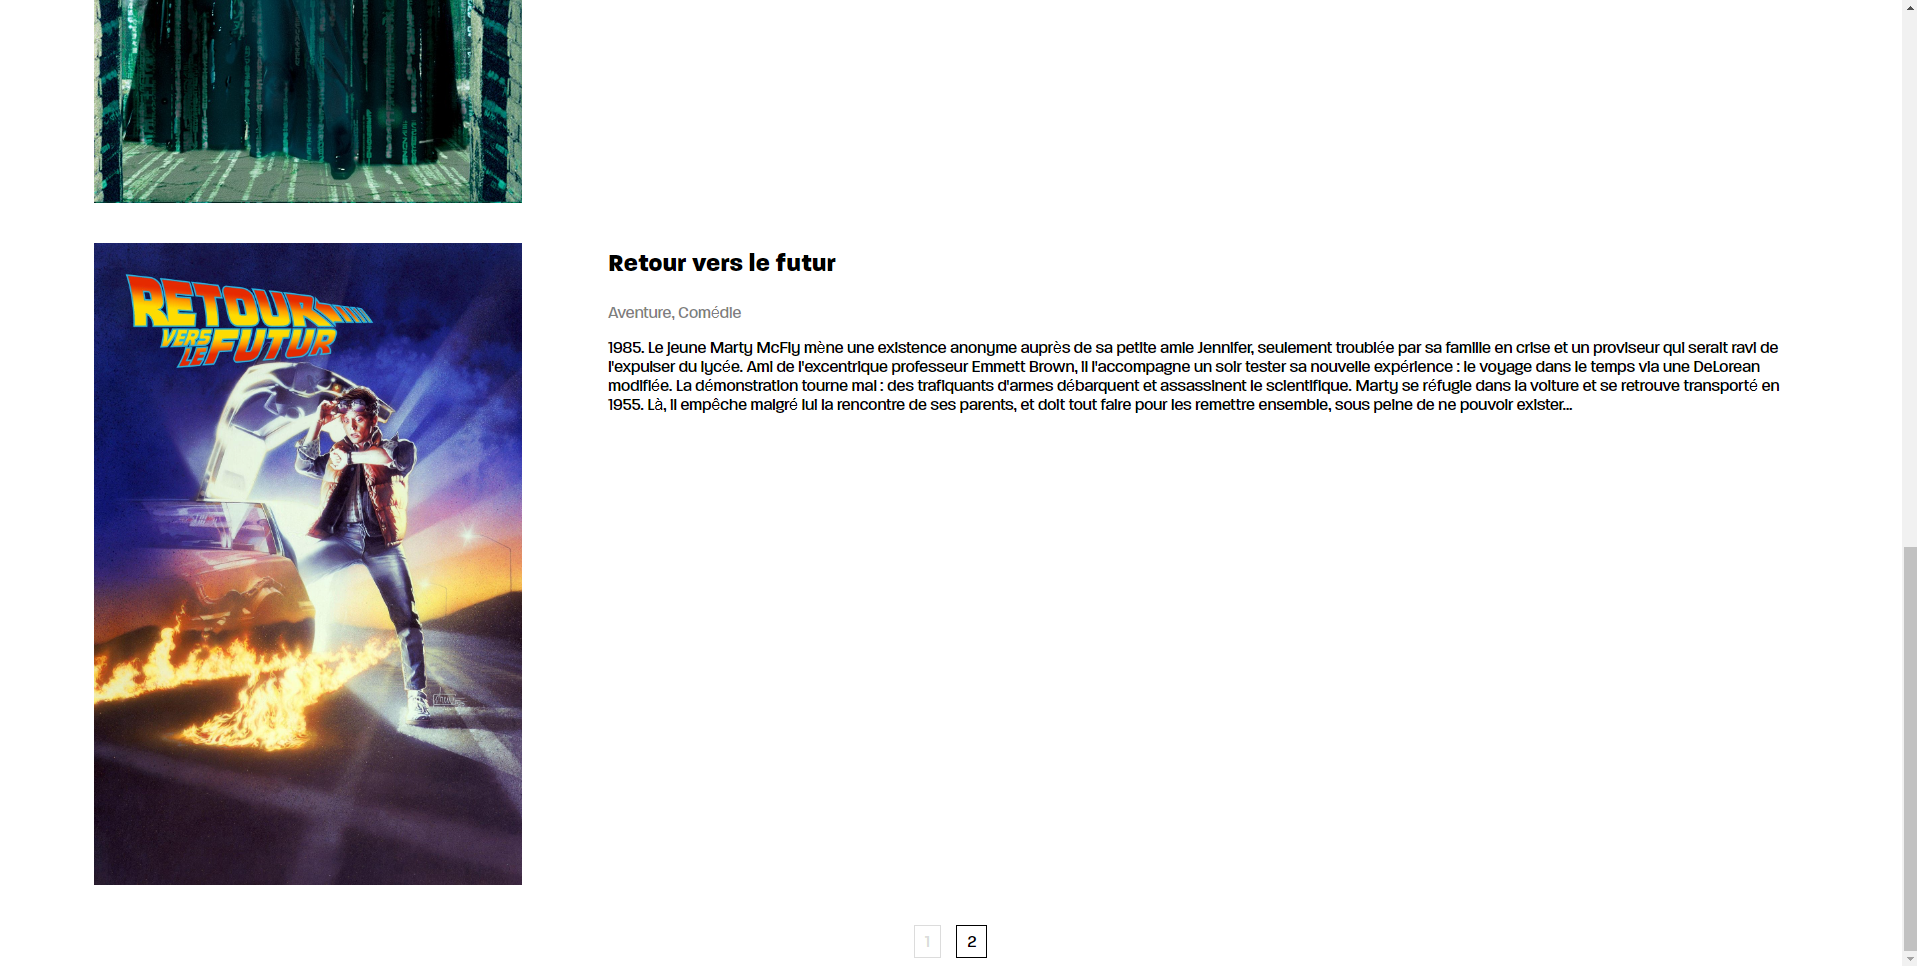 RETOUR
VERS
LE FUTUR
Retour vers le futur
Aventure, Comédie
1985. Le jeune Marty McFly mène une existence anonyme auprès de sa petite amie Jennifer, seulement troublée par sa famille en crise et un proviseur qui serait ravi de
l'expulser du lycée. Ami de l'excentrique professeur Emmett Brown, il l'accompagne un soir tester sa nouvelle expérience : le voyage dans le temps via une DeLorean
modifiée. La démonstration tourne mal : des trafiquants d'armes débarquent et assassinent le scientifique. Marty se réfugie dans la voiture et se retrouve transporté en
1955. Là, il empêche malgré lui la rencontre de ses parents, et doit tout faire pour les remettre ensemble, sous peine de ne pouvoir exister...
1 2